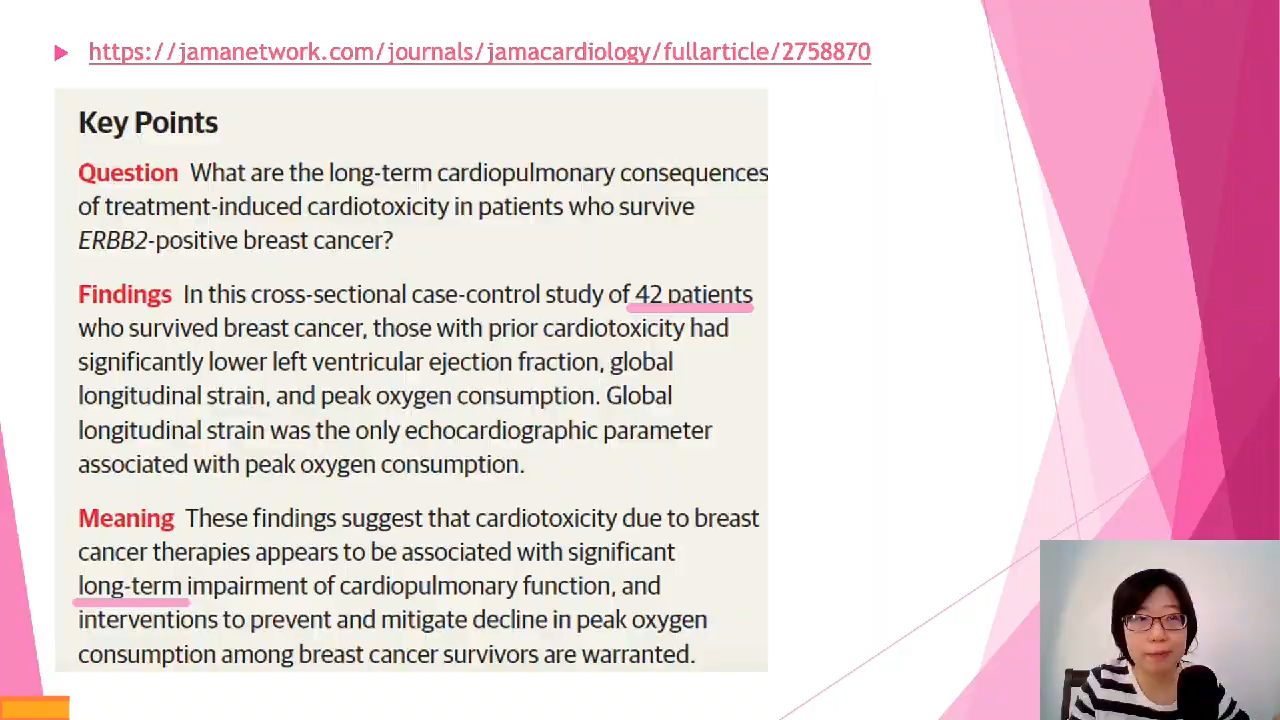 https://jamanetwork.com/journals/jamacardiology/fullarticle/2758870
Key Points
Question What are the long-term cardiopulmonary consequences
of treatment-induced cardiotoxicity in patients who survive
ERBB2-positive breast cancer?
Findings In this cross-sectional case-control study of 42 patients
who survived breast cancer, those with prior cardiotoxicity had
significantly lower left ventricular ejection fraction, global
longitudinal strain, and peak oxygen consumption. Global
longitudinal strain was the only echocardiographic parameter
associated with peak oxygen consumption.
Meaning These findings suggest that cardiotoxicity due to breast
cancer therapies appears to be associated with significant
long-term impairment of cardiopulmonary function, and
interventions to prevent and mitigate decline in peak oxygen
consumption among breast cancer survivors are warranted.